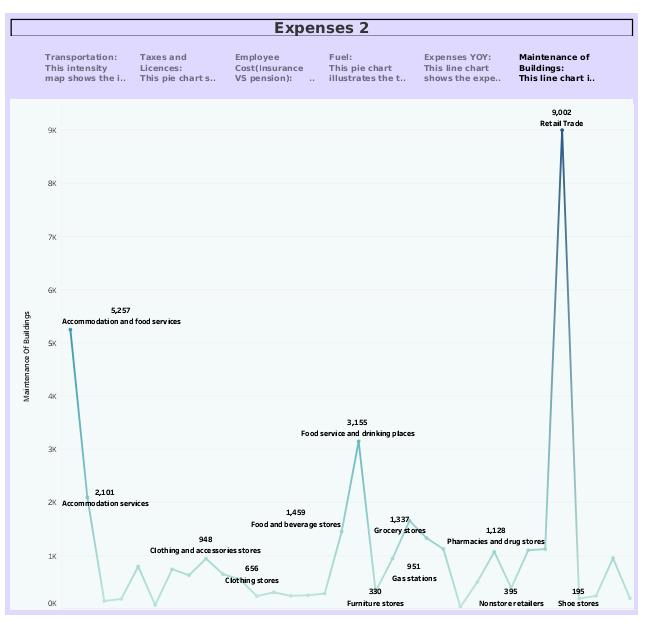 Expenses 2
Transportation:
This intensity
map shows the i..
Taxes and
Licences:
This pie chart s..
Employee
Cost(Insurance
VS pension): ..
Fuel:
This pie chart
illustrates the t..
Expenses YOY:
This line chart
shows the expe..
Maintenance of
Buildings:
This line chart i..
9,002
Retail Trade
9K
8K
7K
6K
5,257
Accommodation and food services
5K
Maintenance Of Buildings
4K
3,155
Food service and drinking places
3K
2,101
Accommodation services
2K
1,459
Food and beverage stores
1,337
Grocery stores
1,128
Pharmacies and drug stores
948
Clothing and accessories stores
1K
656
Clothing stores
951
Gas stations
330
Furniture stores
395
Nonstore retailers
195
Shoe stores
0K